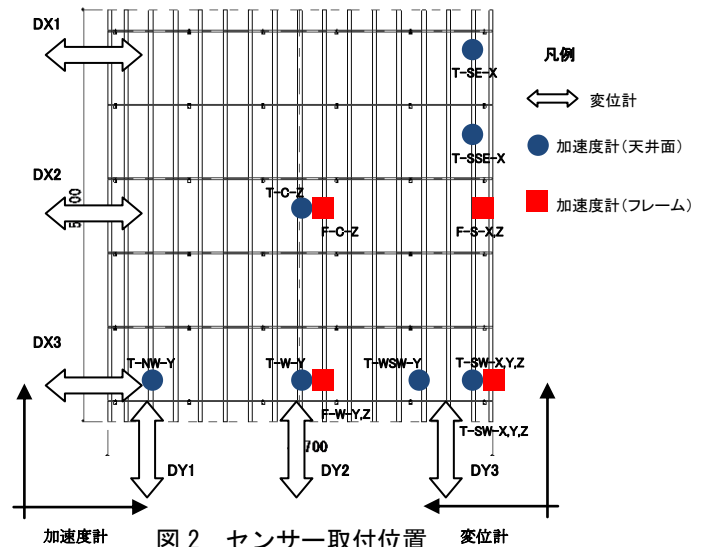 DX1
T-SE-X
凡例
変位計
T-SSE-X
加速度計(天井面)
DX2
T-C-Z
F-C-Z
F-S-X,Z
加速度計(フレーム)
DX3
T-NW-Y
T-W-Y
T-WSW-Y
T-SW-X,Y,Z
F-W-Y,Z
T-SW-X,Y,Z
700
DY1
DY2
DY3
加速度計
図2 センサー取付位置
変位計